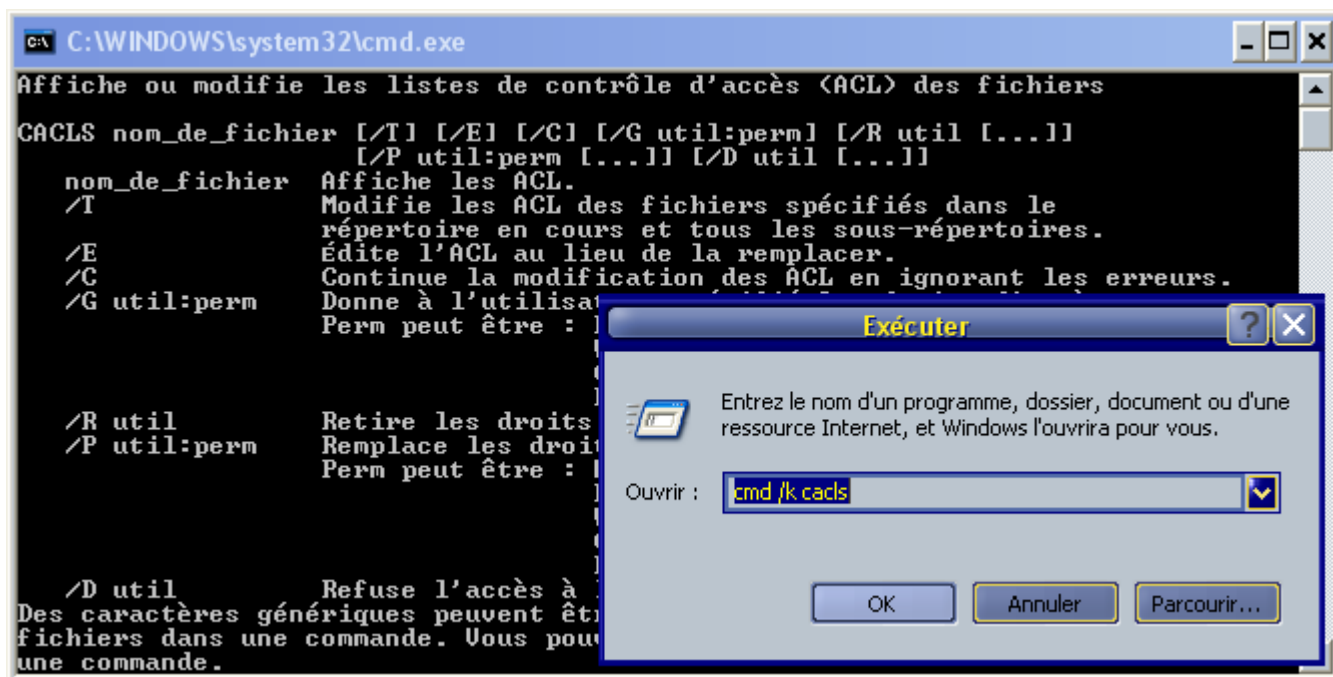 C:\WINDOWS\system32\cmd.exe
Affiche ou modifie les listes de contrôle d'accès (ACL) des fichiers
CACLS nom_de_fichier [/T] [/E] [/C] [/G util:perm] [/R util [...]]
[/P util:perm [...]] [/D util [...]]
nom_de_fichier Affiche les ACL.
/T Modifie les ACL des fichiers spécifiés dans le
répertoire en cours et tous les sous-répertoires.
/E Édite l'ACL au lieu de la remplacer.
/C Continue la modification des ACL en ignorant les erreurs.
/G util:perm Donne à
Perm peut être :
/R util Retire les droits
/P util:perm Remplace les
Perm peut être :
/D util Refuse l'accès à
Des caractères génériques peuvent
fichiers dans une commande. Vous
une commande.
Exécuter
Entrez le nom d'un programme, dossier, document ou d'une
ressource Internet, et Windows l'ouvrira pour vous.
Ouvrir : cmd /k cacls
OK Annuler Parcourir...